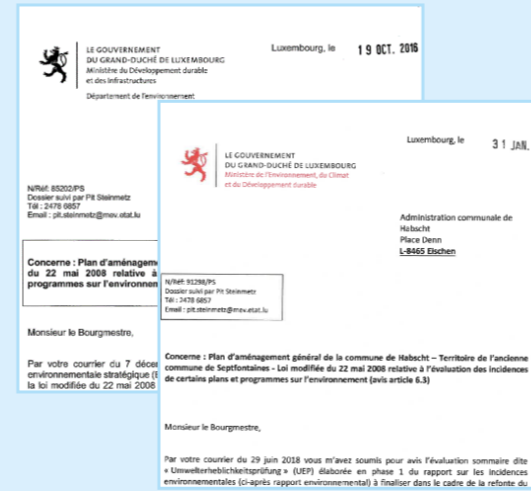 LE GOUVERNEMENT
DU GRAND-DUCHÉ DE LUXEMBOURG
Ministère du Développement durable
et des Infrastructures
Département de l'environnement
Luxembourg, le 19 OCT. 2016
N/Réf: 85202/PS
Dossier suivi par Pit Steinmetz
Tél : 2478 6857
Email : pit.steinmetz@mev.etat.lu
Concerne : Plan d'aménagem
du 22 mai 2008 relative à
programmes sur l'environnen
Monsieur le Bourgmestre,
Par votre courrier du 7 décem
environnementale stratégique (E
la loi modifiée du 22 mai 2008
LE GOUVERNEMENT
DU GRAND-DUCHÉ DE LUXEMBOURG
Ministère de l'Environnement, du Climat
et du Développement durable
Luxembourg, le 31 JAN.
Administration communale de
Habscht
Place Denn
L-8465 Eischen
N/Réf: 91298/PS
Dossier suivi par Pit Steinmetz
Tél : 2478 6857
Email : pit.steinmetz@mev.etat.lu
Concerne : Plan d'aménagement général de la commune de Habscht – Territoire de l'ancienne
commune de Septfontaines - Loi modifiée du 22 mai 2008 relative à l'évaluation des incidences
de certains plans et programmes sur l'environnement (avis article 6.3)
Monsieur le Bourgmestre,
Par votre courrier du 29 juin 2018 vous m'avez soumis pour avis l'évaluation sommaire dite
« Umwelterheblichkeitsprüfung » (UEP) élaborée en phase 1 du rapport sur les incidences
environnementales (ci-après rapport environnemental) à finaliser dans le cadre de la refonte du